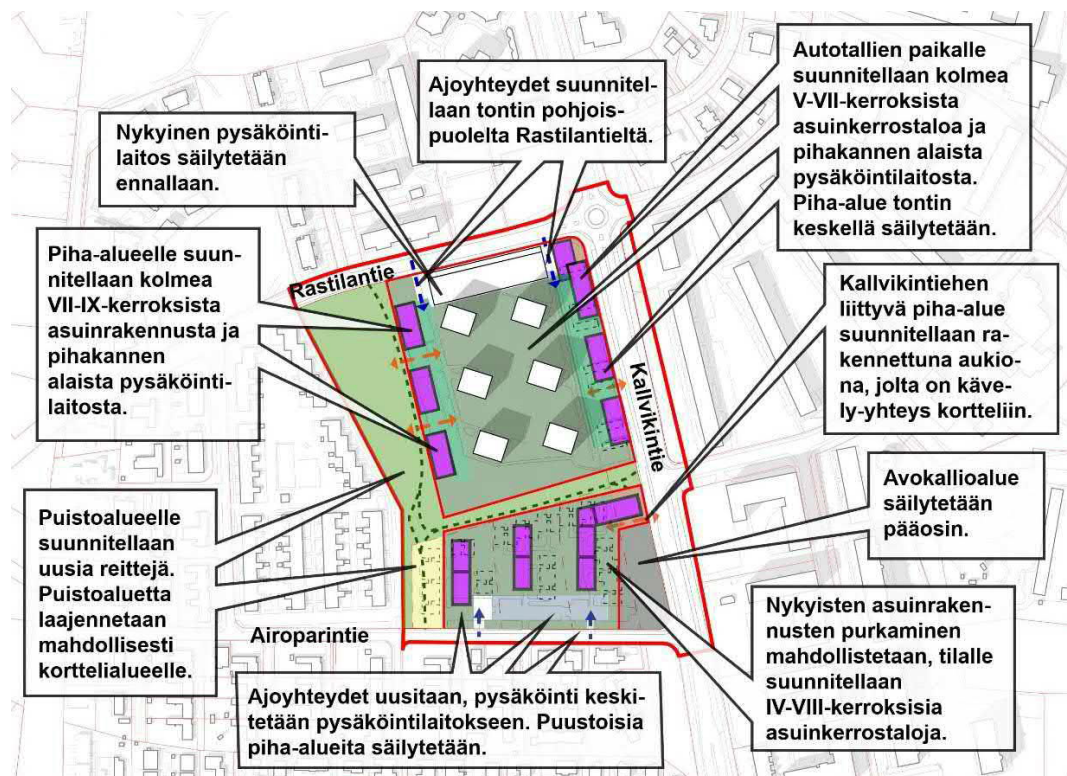 Nykyinen pysäköinti-
laitos säilytetään
ennallaan.
Ajoyhteydet suunnitel-
laan tontin pohjois-
puolelta Rastilantieltä.
Autotallien paikalle
suunnitellaan kolmea
V-VII-kerroksista
asuinkerrostaloa ja
pihakannen alaista
pysäköintilaitosta.
Piha-alue tontin
keskellä säilytetään.
Piha-alueelle suun-
nitellaan kolmea
VII-IX-kerroksista
asuinrakennusta ja
pihakannen
alaista pysäköinti-
laitosta.
Rastilantie
Kallvikintie
Kallvikintiehen
liittyvä piha-alue
suunnitellaan ra-
kennettuna aukio-
na, jolta on käve-
ly-yhteys kortteliin.
Avokallioalue
säilytetään
pääosin.
Puistoalueelle
suunnitellaan
uusia reittejä.
Puistoaluetta
laajennetaan
mahdollisesti
korttelialueelle.
Airoparintie
Ajoyhteydet uusitaan, pysäköinti keski-
tetään pysäköintilaitokseen. Puustoisia
piha-alueita säilytetään.
Nykyisten asuinraken-
nusten purkaminen
mahdollistetaan, tilalle
suunnitellaan
IV-VIII-kerroksisia
asuinkerrostaloja.